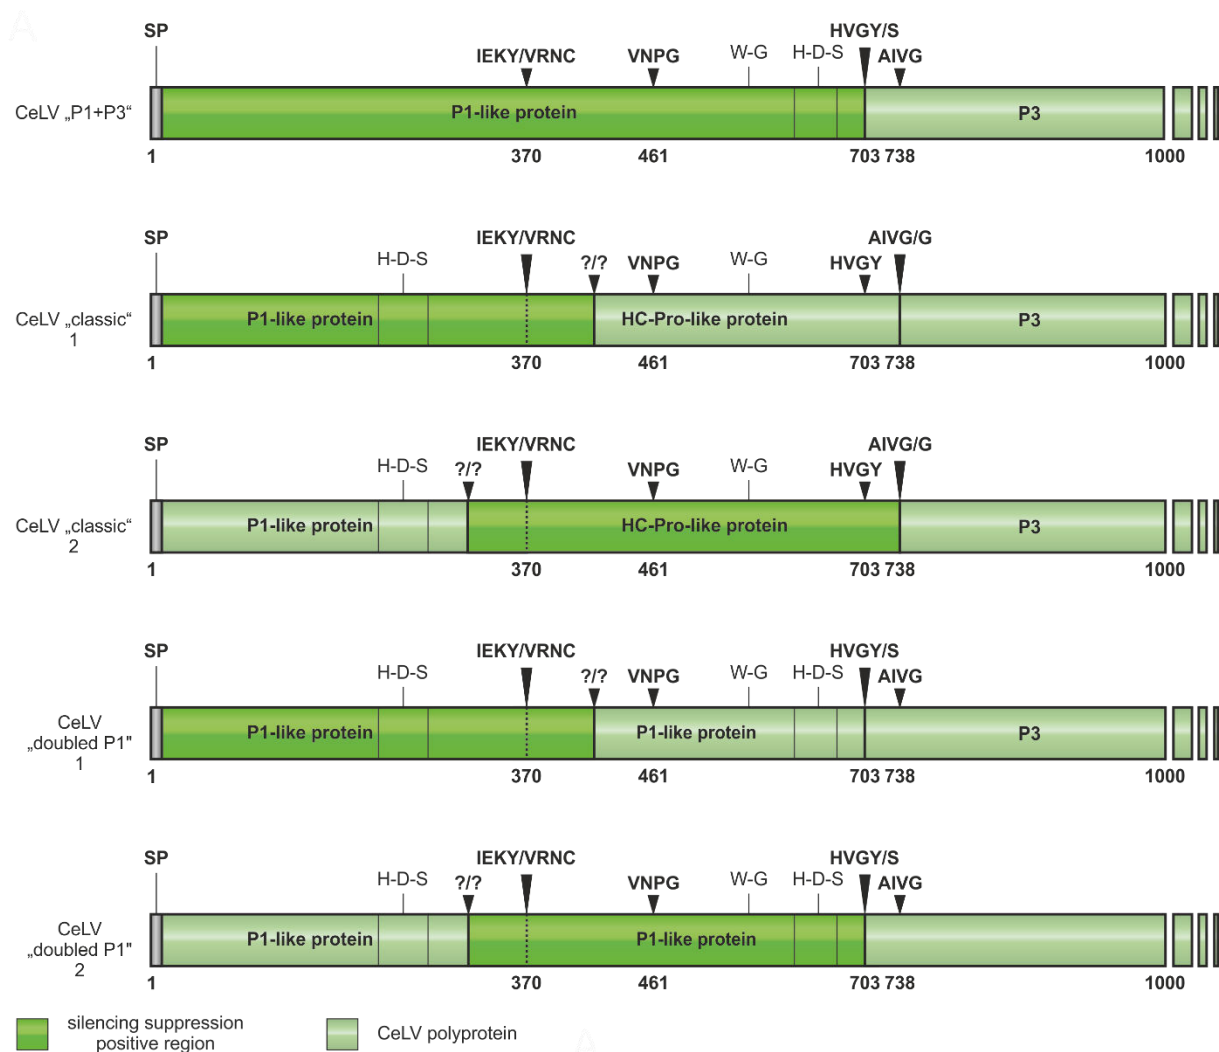 A
SP
HVGY/S
IEKY/VRNC VNPG W-G H-D-S AIVG
CeLV „P1+P3“ P1-like protein P3
1 370 461 703 738 1000
SP IEKY/VRNC AIVG/G
H-D-S ?/? VNPG W-G HVGY
CeLV „classic“
1
P1-like protein HC-Pro-like protein P3
1 370 461 703 738 1000
SP IEKY/VRNC AIVG/G
H-D-S ?/? VNPG W-G HVGY
CeLV „classic“
2
P1-like protein HC-Pro-like protein P3
1 370 461 703 738 1000
SP IEKY/VRNC HVGY/S
H-D-S ?/? VNPG W-G H-D-S AIVG
CeLV
„doubled P1"
1
P1-like protein P1-like protein P3
1 370 461 703 738 1000
SP IEKY/VRNC HVGY/S
H-D-S ?/? VNPG W-G H-D-S AIVG
CeLV
„doubled P1"
2
P1-like protein P1-like protein
1 370 461 703 738 1000
silencing suppression
positive region
CeLV polyprotein
A